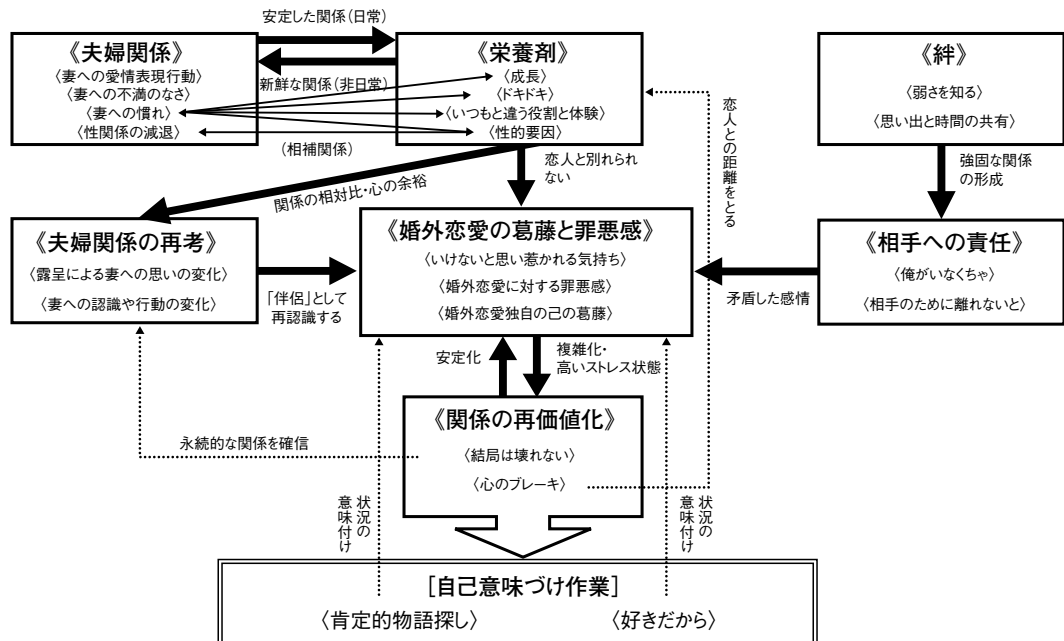 安定した関係(日常)
《夫婦関係》
〈妻への愛情表現行動〉
〈妻への不満のなさ〉
〈妻への慣れ〉
〈性関係の減退〉
新鮮な関係(非日常)
(相補関係)
《栄養剤》
〈成長〉
〈ドキドキ〉
〈いつもと違う役割と体験〉
〈性的要因〉
恋人との距離をとる
《絆》
〈弱さを知る〉
〈思い出と時間の共有〉
関係の相対比・心の余裕
恋人と別れられ
ない
強固な関係
の形成
《夫婦関係の再考》
〈露呈による妻への思いの変化〉
〈妻への認識や行動の変化〉
「伴侶」として
再認識する
《婚外恋愛の葛藤と罪悪感》
〈いけないと思い惹かれる気持ち〉
〈婚外恋愛に対する罪悪感〉
〈婚外恋愛独自の己の葛藤〉
矛盾した感情
《相手への責任》
〈俺がいなくちゃ〉
〈相手のために離れないと〉
安定化
複雑化・
高いストレス状態
永続的な関係を確信
《関係の再価値化》
〈結局は壊れない〉
〈心のブレーキ〉
状況の
意味付け
状況の
意味付け
[自己意味づけ作業]
〈肯定的物語探し〉
〈好きだから〉